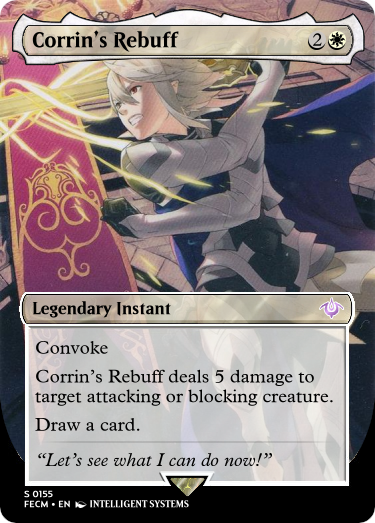 Corrin's Rebuff 2
Legendary Instant
Convoke
Corrin's Rebuff deals 5 damage to
target attacking or blocking creature.
Draw a card.
“Let's see what I can do now!”
S 0155
FECM • EN INTELLIGENT SYSTEMS